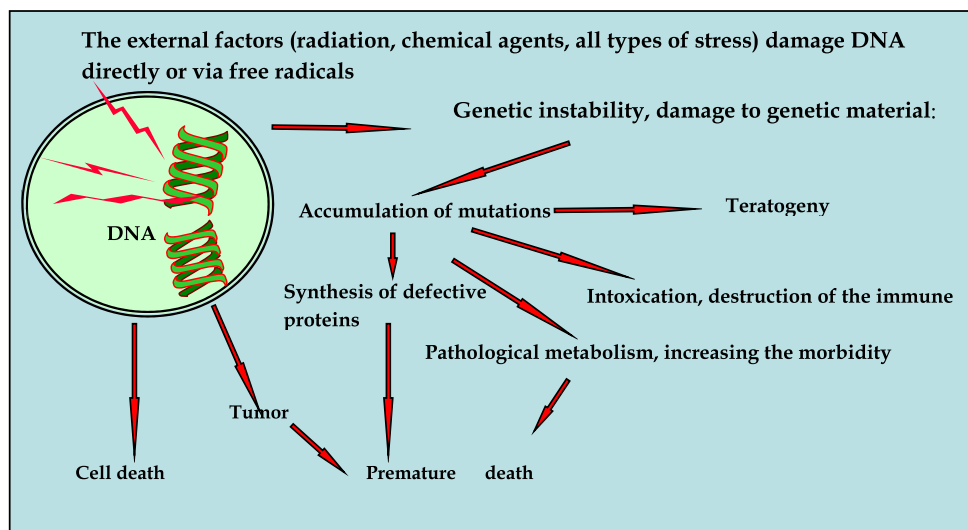 The external factors (radiation, chemical agents, all types of stress) damage DNA
directly or via free radicals
Genetic instability, damage to genetic material:
Accumulation of mutations
Teratogeny
DNA
Synthesis of defective
proteins
Intoxication, destruction of the immune
Pathological metabolism, increasing the morbidity
Tumor
Cell death
Premature death